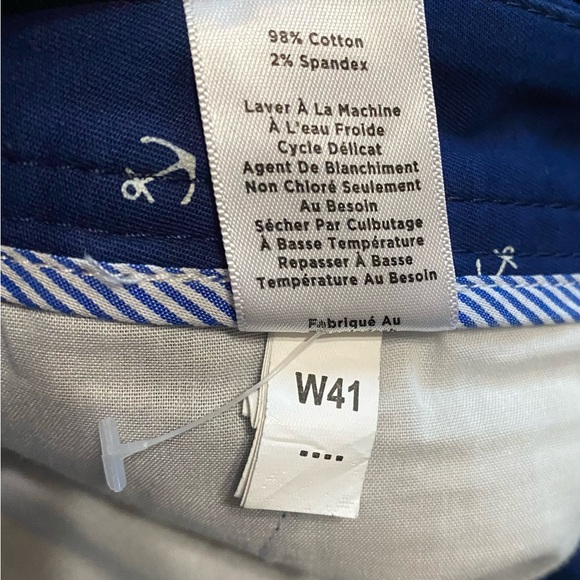 98% Cotton
2% Spandex
Laver À La Machine
À L'eau Froide
Cycle Délicat
Agent De Blanchiment
Non Chloré Seulement
Au Besoin
Sécher Par Culbutage
À Basse Température
Repasser À Basse
Température Au Besoin
Fabriqué Au
W41